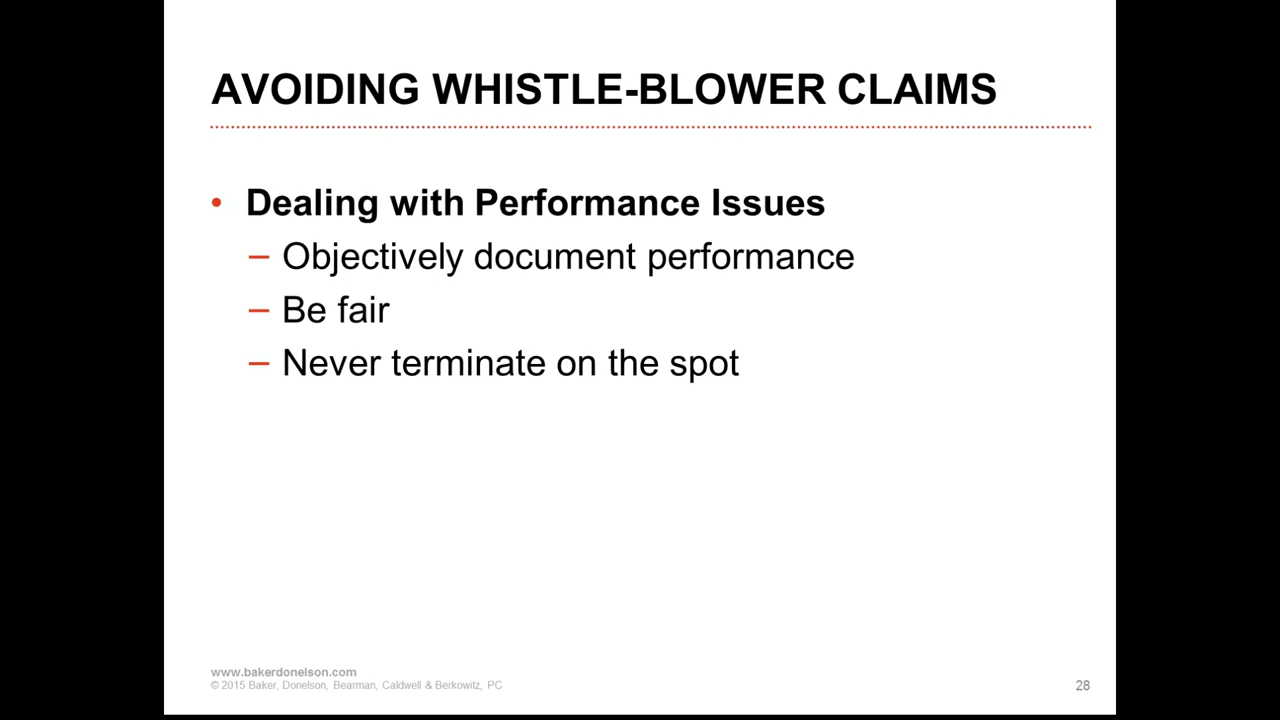 AVOIDING WHISTLE-BLOWER CLAIMS
• Dealing with Performance Issues
– Objectively document performance
– Be fair
– Never terminate on the spot
www.bakerdonelson.com
© 2015 Baker, Donelson, Bearman, Caldwell & Berkowitz, PC
28